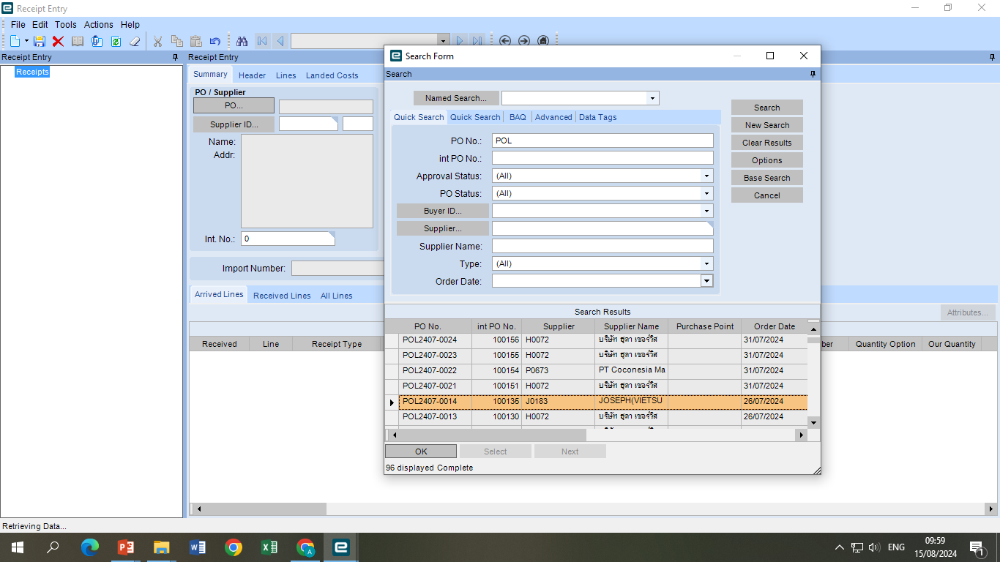 Receipt Entry
File Edit Tools Actions Help
Receipt Entry
Receipts
Receipt Entry
Summary Header Lines Landed Costs
PO / Supplier
PO...
Supplier ID...
Name:
Addr:
Int. No.: 0
Import Number:
Arrived Lines Received Lines All Lines
Attributes...
Received Line Receipt Type
ber Quantity Option Our Quantity
Search Form
Search
Named Search...
Quick Search Quick Search BAQ Advanced Data Tags
PO No.: POL
int PO No.:
Approval Status: (All)
PO Status: (All)
Buyer ID...
Supplier...
Supplier Name:
Type: (All)
Order Date:
Search
New Search
Clear Results
Options
Base Search
Cancel
Search Results
PO No. int PO No. Supplier Supplier Name Purchase Point Order Date
POL2407-0024 100156 H0072 บริษัท ฮุดา เซอร์วิส 31/07/2024
POL2407-0023 100155 H0072 บริษัท ฮุดา เซอร์วิส 31/07/2024
POL2407-0022 100154 P0673 PT Coconesia Ma 31/07/2024
POL2407-0021 100151 H0072 บริษัท ฮุดา เซอร์วิส 31/07/2024
POL2407-0014 100135 J0183 JOSEPH(VIETSU 26/07/2024
POL2407-0013 100130 H0072 บริษัท ฮุดา เซอร์วิส 26/07/2024
OK Select Next
96 displayed Complete
Retrieving Data...
ENG
09:59
15/08/2024
1